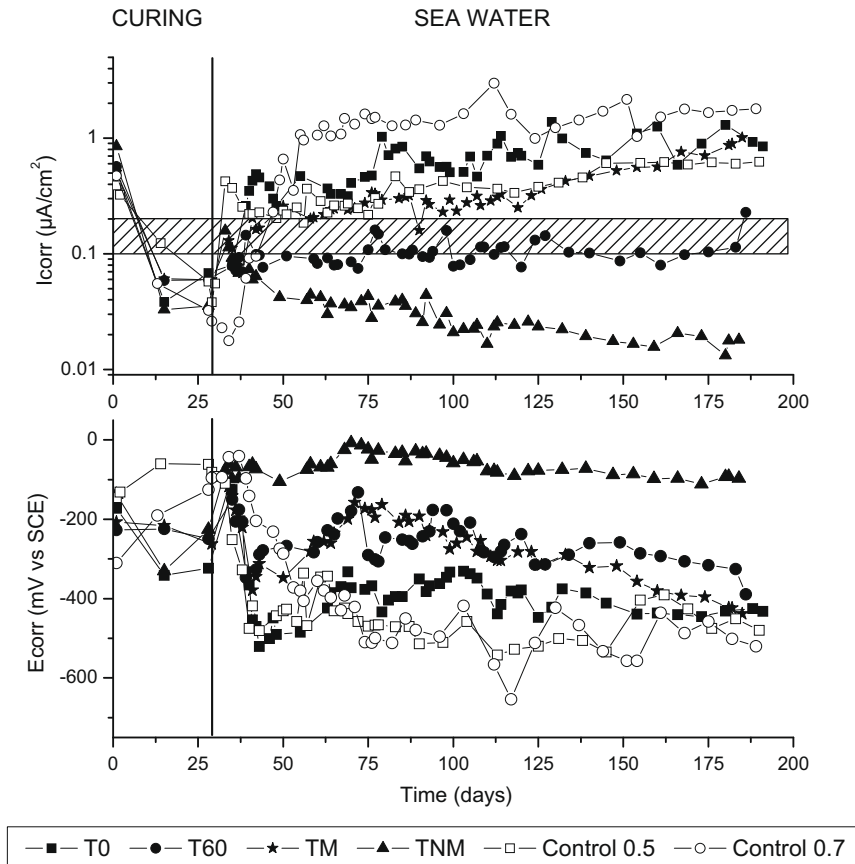 CURING SEA WATER
Icorr (μA/cm²)
1
0.1
0.01
0 25 50 75 100 125 150 175 200
Ecorr (mV vs SCE)
0
-200
-400
-600
0 25 50 75 100 125 150 175 200
Time (days)
T0 T60 TM TNM Control 0.5 Control 0.7